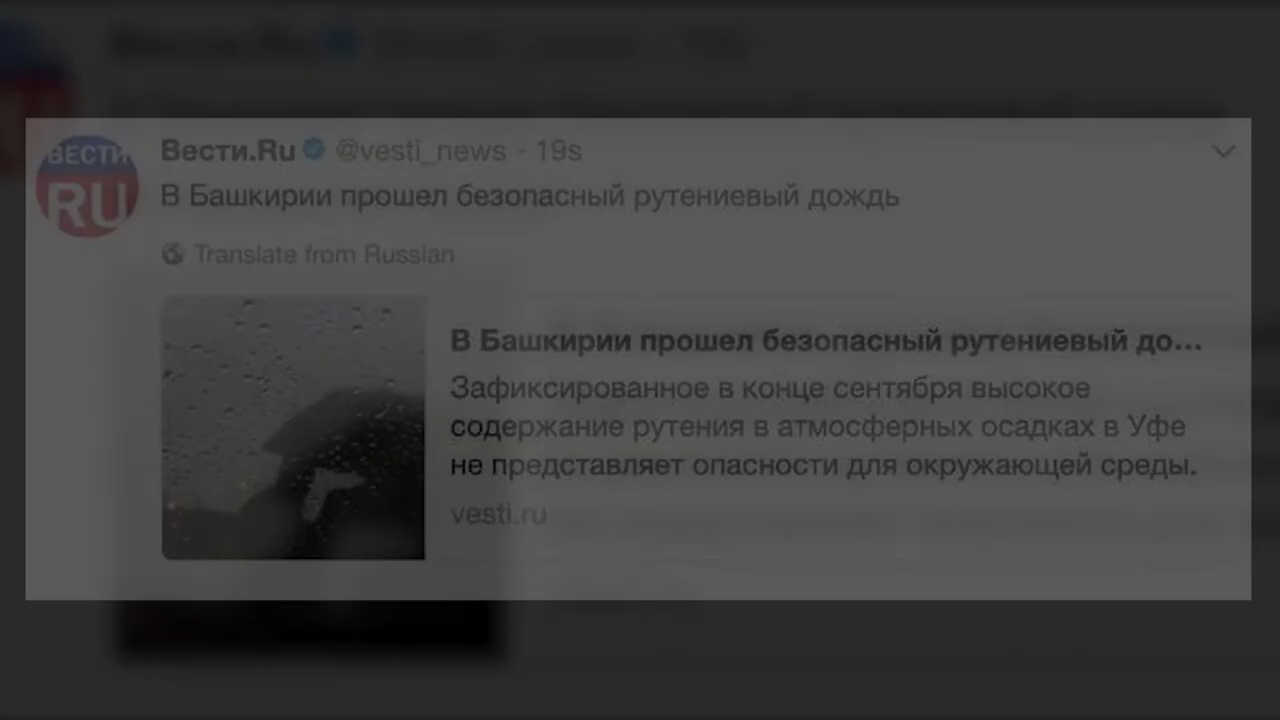 ВЕСТИ
RU
Вести.Ru @vesti_news · 19s
В Башкирии прошел безопасный рутениевый дождь
Translate from Russian
В Башкирии прошел безопасный рутениевый до...
Зафиксированное в конце сентября высокое
содержание рутения в атмосферных осадках в Уфе
не представляет опасности для окружающей среды.
vesti.ru